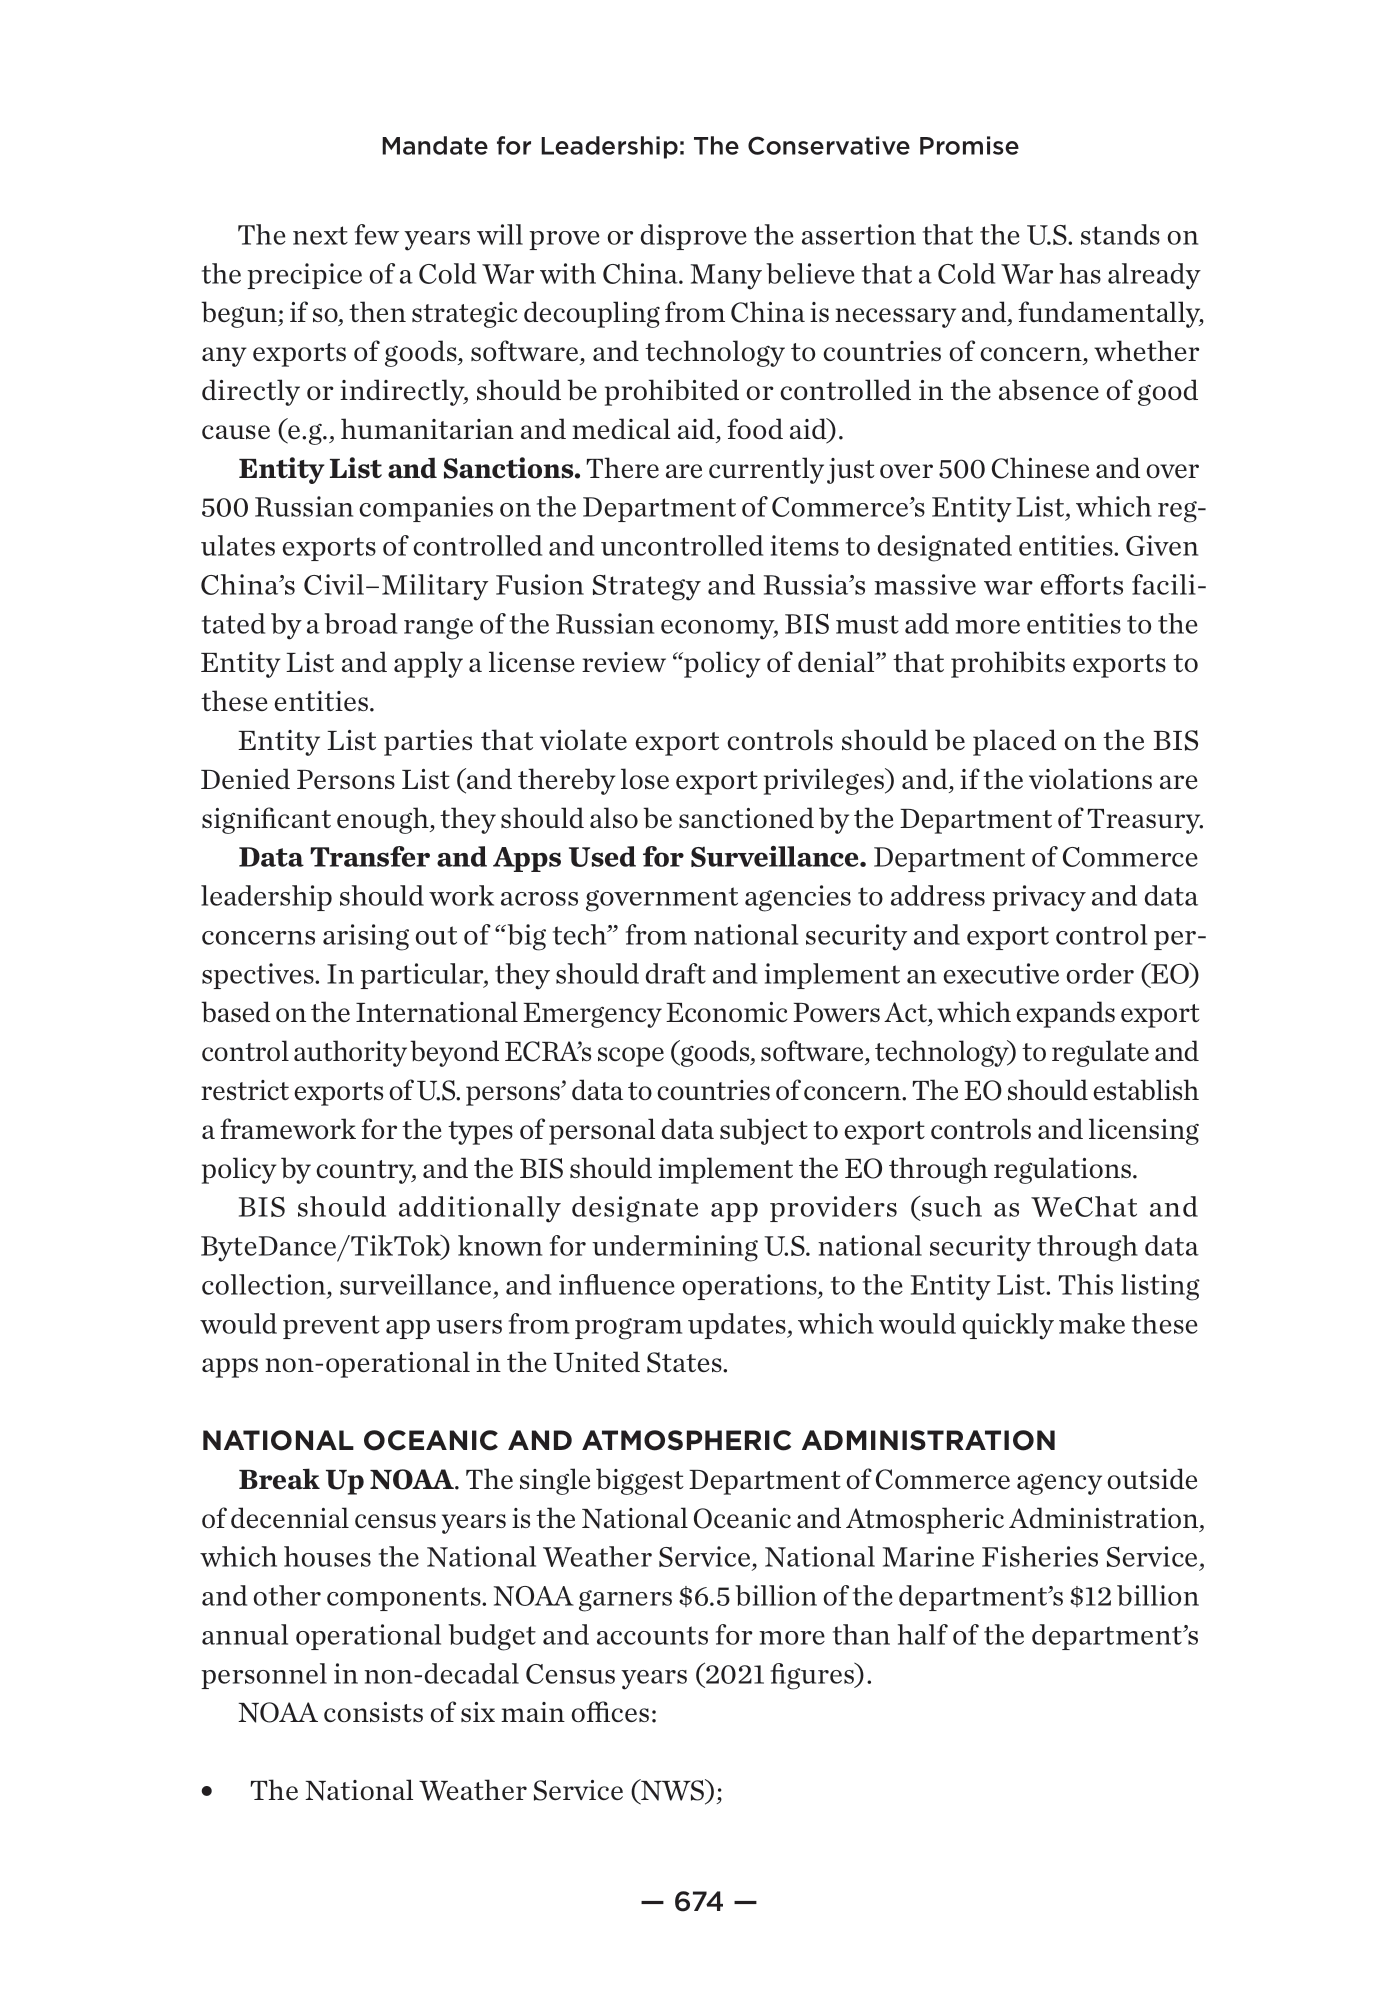 Mandate for Leadership: The Conservative Promise
The next few years will prove or disprove the assertion that the U.S. stands on
the precipice of a Cold War with China. Many believe that a Cold War has already
begun; if so, then strategic decoupling from China is necessary and, fundamentally,
any exports of goods, software, and technology to countries of concern, whether
directly or indirectly, should be prohibited or controlled in the absence of good
cause (e.g., humanitarian and medical aid, food aid).
Entity List and Sanctions. There are currently just over 500 Chinese and over
500 Russian companies on the Department of Commerce’s Entity List, which reg-
ulates exports of controlled and uncontrolled items to designated entities. Given
China’s Civil–Military Fusion Strategy and Russia’s massive war efforts facili-
tated by a broad range of the Russian economy, BIS must add more entities to the
Entity List and apply a license review “policy of denial” that prohibits exports to
these entities.
Entity List parties that violate export controls should be placed on the BIS
Denied Persons List (and thereby lose export privileges) and, if the violations are
significant enough, they should also be sanctioned by the Department of Treasury.
Data Transfer and Apps Used for Surveillance. Department of Commerce
leadership should work across government agencies to address privacy and data
concerns arising out of “big tech” from national security and export control per-
spectives. In particular, they should draft and implement an executive order (EO)
based on the International Emergency Economic Powers Act, which expands export
control authority beyond ECRA’s scope (goods, software, technology) to regulate and
restrict exports of U.S. persons’ data to countries of concern. The EO should establish
a framework for the types of personal data subject to export controls and licensing
policy by country, and the BIS should implement the EO through regulations.
BIS should additionally designate app providers (such as WeChat and
ByteDance/TikTok) known for undermining U.S. national security through data
collection, surveillance, and influence operations, to the Entity List. This listing
would prevent app users from program updates, which would quickly make these
apps non-operational in the United States.
NATIONAL OCEANIC AND ATMOSPHERIC ADMINISTRATION
Break Up NOAA. The single biggest Department of Commerce agency outside
of decennial census years is the National Oceanic and Atmospheric Administration,
which houses the National Weather Service, National Marine Fisheries Service,
and other components. NOAA garners $6.5 billion of the department’s $12 billion
annual operational budget and accounts for more than half of the department’s
personnel in non-decadal Census years (2021 figures).
NOAA consists of six main offices:
• The National Weather Service (NWS);
— 674 —